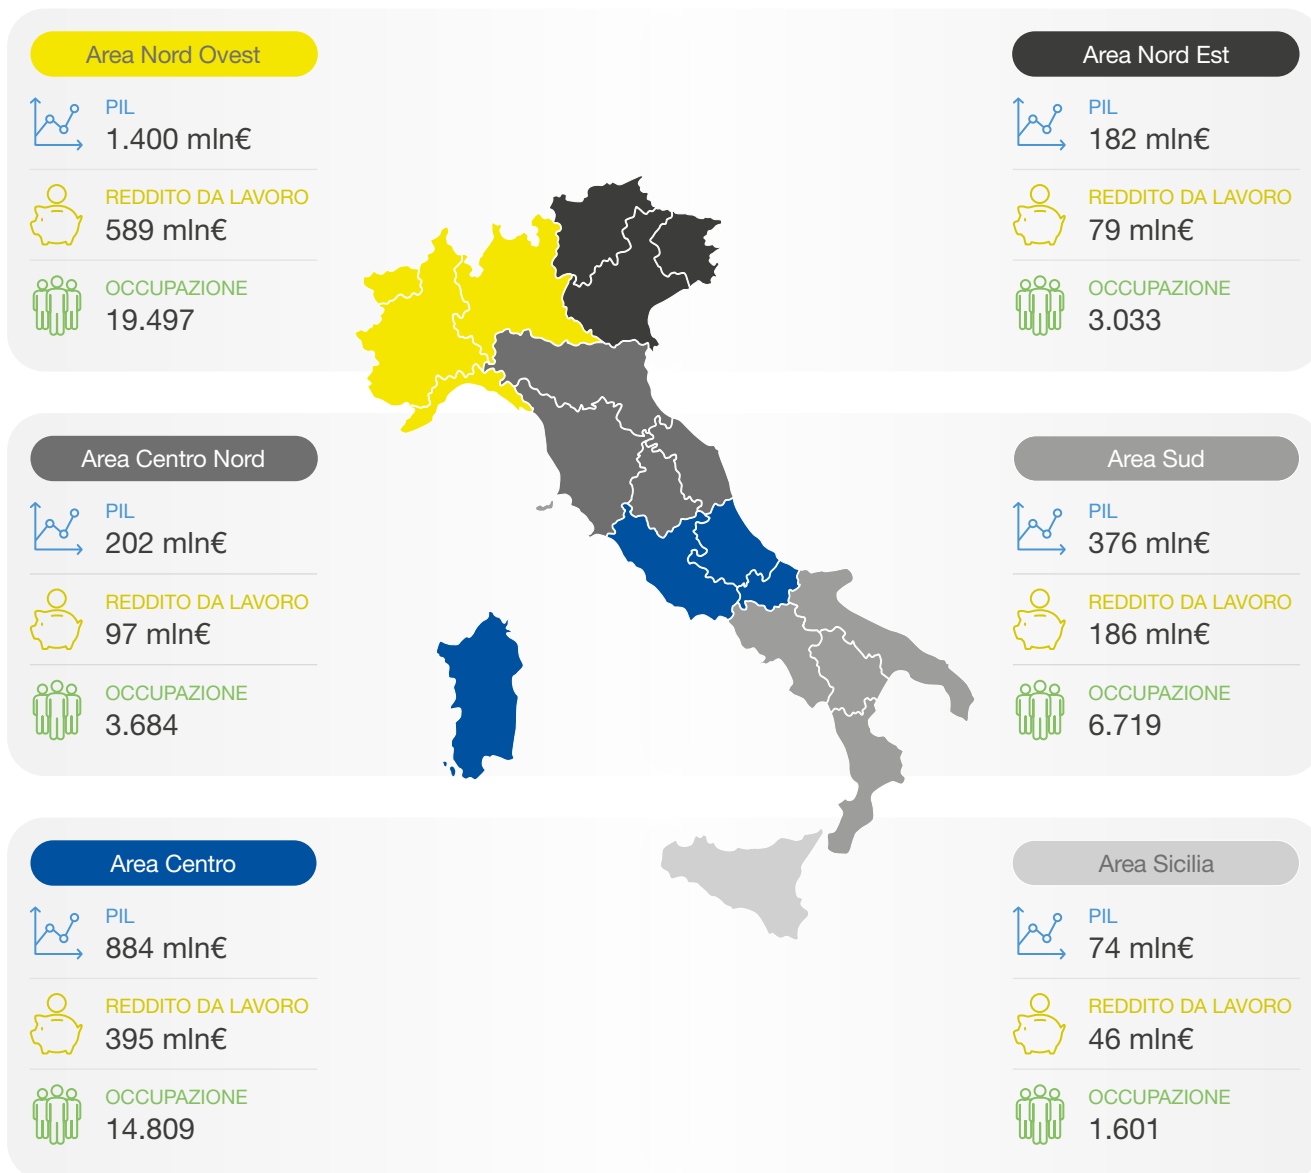 Area Nord Ovest
PIL
1.400 mln€
REDDITO DA LAVORO
589 mln€
OCCUPAZIONE
19.497
Area Nord Est
PIL
182 mln€
REDDITO DA LAVORO
79 mln€
OCCUPAZIONE
3.033
Area Centro Nord
PIL
202 mln€
REDDITO DA LAVORO
97 mln€
OCCUPAZIONE
3.684
Area Sud
PIL
376 mln€
REDDITO DA LAVORO
186 mln€
OCCUPAZIONE
6.719
Area Centro
PIL
884 mln€
REDDITO DA LAVORO
395 mln€
OCCUPAZIONE
14.809
Area Sicilia
PIL
74 mln€
REDDITO DA LAVORO
46 mln€
OCCUPAZIONE
1.601